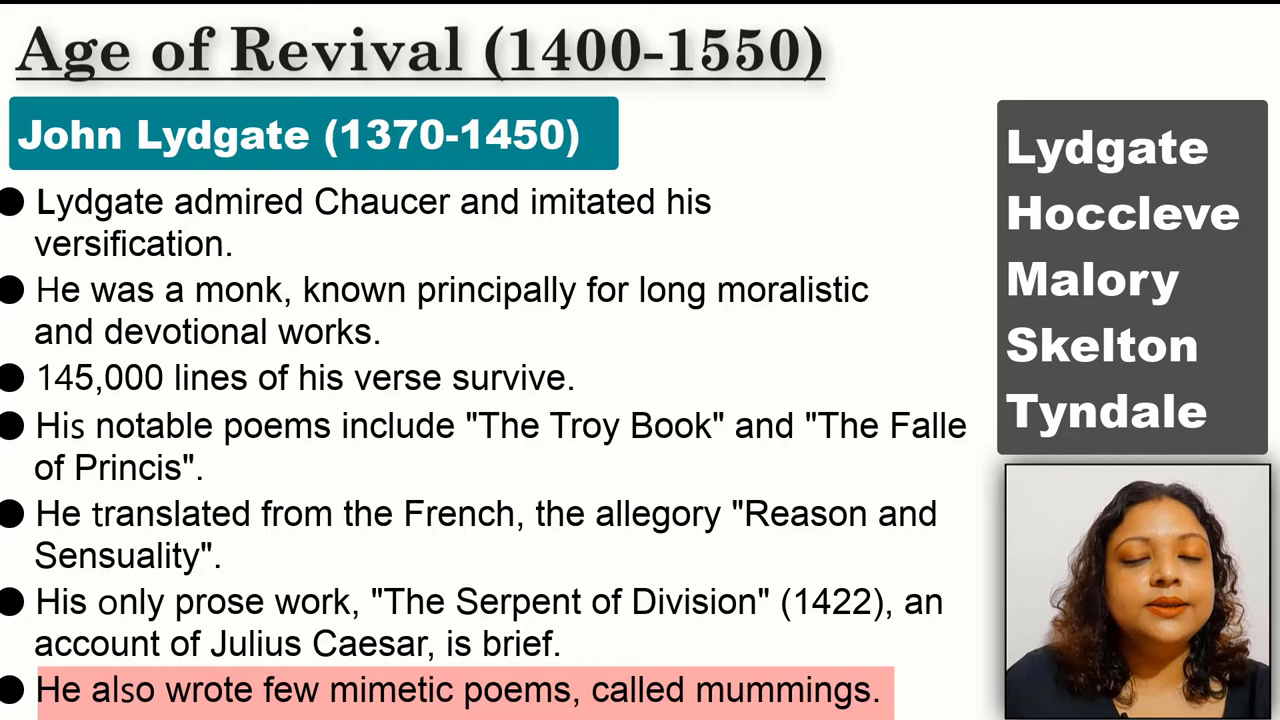 Age of Revival (1400-1550)
John Lydgate (1370-1450)
● Lydgate admired Chaucer and imitated his
versification.
● He was a monk, known principally for long moralistic
and devotional works.
● 145,000 lines of his verse survive.
● His notable poems include "The Troy Book" and "The Falle
of Princis".
● He translated from the French, the allegory "Reason and
Sensuality".
● His only prose work, "The Serpent of Division" (1422), an
account of Julius Caesar, is brief.
● He also wrote few mimetic poems, called mummings.
Lydgate
Hoccleve
Malory
Skelton
Tyndale